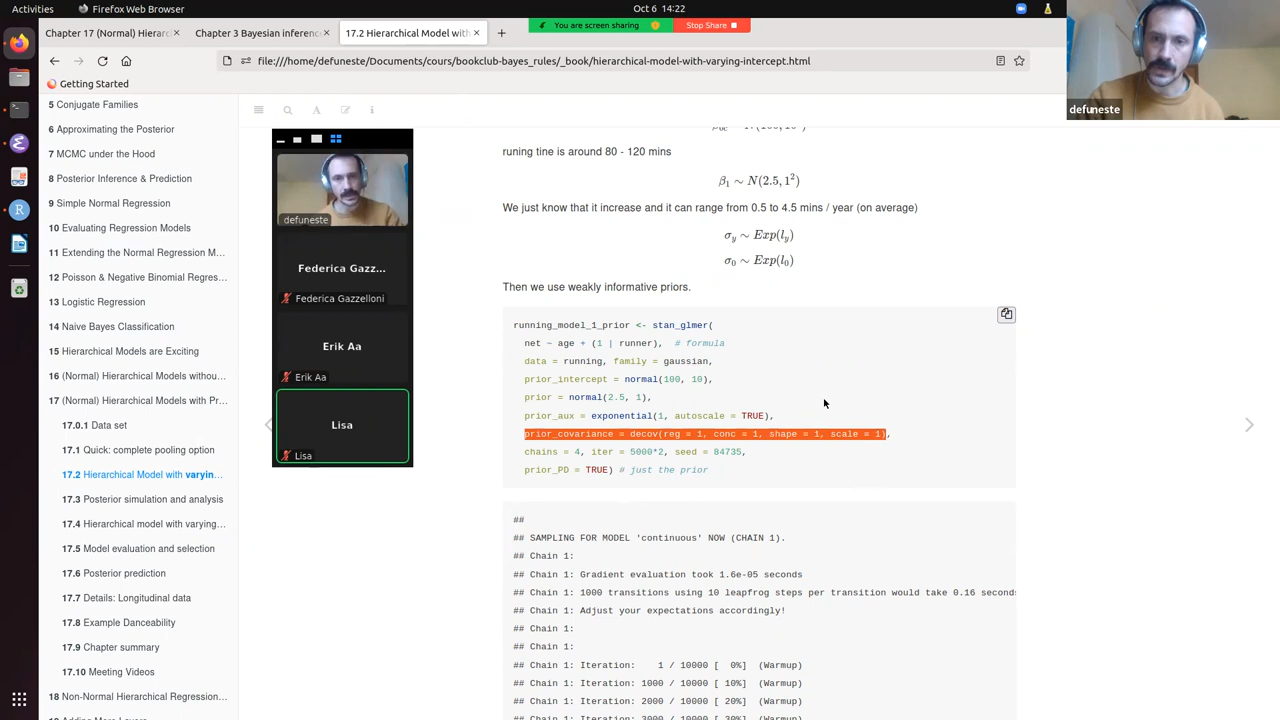 Activities
Firefox Web Browser
Oct 6 14:22
You are screen sharing
Stop Share
Chapter 17 (Normal) Hierarc
Chapter 3 Bayesian inferenc
17.2 Hierarchical Model with
file:///home/defuneste/Documents/cours/bookclub-bayes_rules/_book/hierarchical-model-with-varying-intercept.html
Getting Started
defuneste
5 Conjugate Families
6 Approximating the Posterior
7 MCMC under the Hood
8 Posterior Inference & Prediction
9 Simple Normal Regression
10 Evaluating Regression Models
11 Extending the Normal Regression M...
12 Poisson & Negative Binomial Regres...
13 Logistic Regression
14 Naive Bayes Classification
15 Hierarchical Models are Exciting
16 (Normal) Hierarchical Models withou...
17 (Normal) Hierarchical Models with Pr...
17.0.1 Data set
17.1 Quick: complete pooling option
17.2 Hierarchical Model with varyin...
17.3 Posterior simulation and analysis
17.4 Hierarchical model with varying...
17.5 Model evaluation and selection
17.6 Posterior prediction
17.7 Details: Longitudinal data
17.8 Example Danceability
17.9 Chapter summary
17.10 Meeting Videos
18 Non-Normal Hierarchical Regression...
defuneste
Federica Gazz...
Federica Gazzelloni
Erik Aa
Erik Aa
Lisa
Lisa
runing tine is around 80 - 120 mins
β₁ ∼ N(2.5, 1²)
We just know that it increase and it can range from 0.5 to 4.5 mins / year (on average)
σ_y ∼ Exp(l_y)
σ₀ ∼ Exp(l₀)
Then we use weakly informative priors.
running_model_1_prior <- stan_glmer(
net ~ age + (1 | runner), # formula
data = running, family = gaussian,
prior_intercept = normal(100, 10),
prior = normal(2.5, 1),
prior_aux = exponential(1, autoscale = TRUE),
prior_covariance = decov(reg = 1, conc = 1, shape = 1, scale = 1),
chains = 4, iter = 5000*2, seed = 84735,
prior_PD = TRUE) # just the prior
##
## SAMPLING FOR MODEL 'continuous' NOW (CHAIN 1).
## Chain 1:
## Chain 1: Gradient evaluation took 1.6e-05 seconds
## Chain 1: 1000 transitions using 10 leapfrog steps per transition would take 0.16 seconds
## Chain 1: Adjust your expectations accordingly!
## Chain 1:
## Chain 1:
## Chain 1: Iteration:    1 / 10000 [  0%]  (Warmup)
## Chain 1: Iteration: 1000 / 10000 [ 10%]  (Warmup)
## Chain 1: Iteration: 2000 / 10000 [ 20%]  (Warmup)